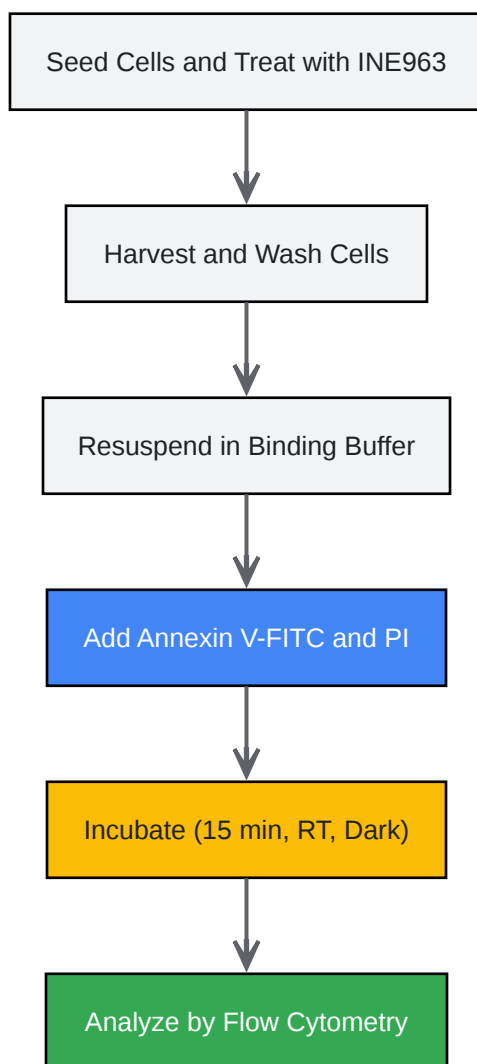 Seed Cells and Treat with INE963
Harvest and Wash Cells
Resuspend in Binding Buffer
Add Annexin V-FITC and PI
Incubate (15 min, RT, Dark)
Analyze by Flow Cytometry